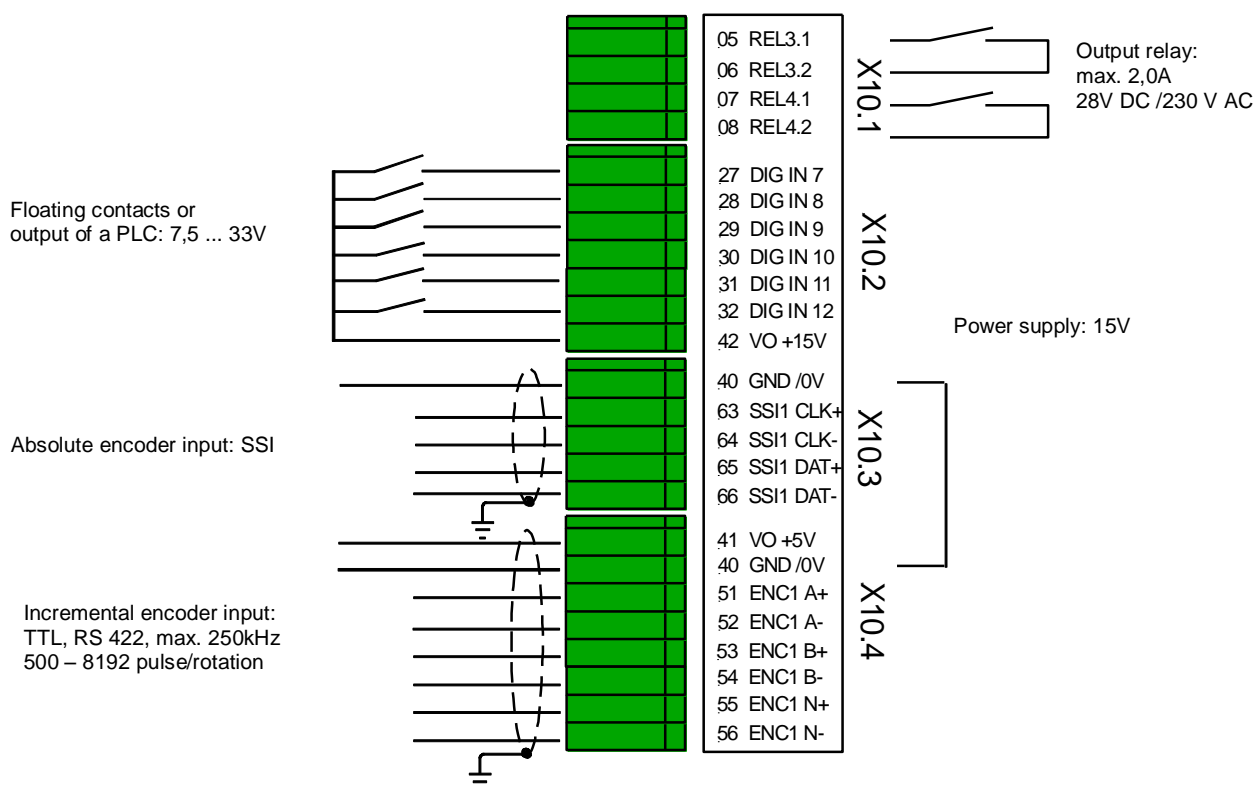 05 REL3.1
06 REL3.2
07 REL4.1
08 REL4.2
X10.1
Output relay:
max. 2,0A
28V DC /230 V AC
Floating contacts or
output of a PLC: 7,5 ... 33V
27 DIG IN 7
28 DIG IN 8
29 DIG IN 9
30 DIG IN 10
31 DIG IN 11
32 DIG IN 12
42 VO +15V
X10.2
Power supply: 15V
Absolute encoder input: SSI
40 GND /0V
63 SSI1 CLK+
64 SSI1 CLK-
65 SSI1 DAT+
66 SSI1 DAT-
X10.3
Incremental encoder input:
TTL, RS 422, max. 250kHz
500 – 8192 pulse/rotation
41 VO +5V
40 GND /0V
51 ENC1 A+
52 ENC1 A-
53 ENC1 B+
54 ENC1 B-
55 ENC1 N+
56 ENC1 N-
X10.4